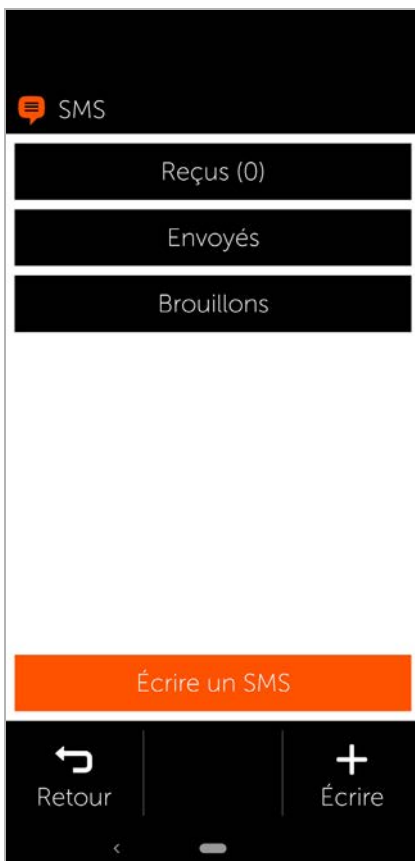 SMS
Reçus (0)
Envoyés
Brouillons
Écrire un SMS
Retour
Écrire